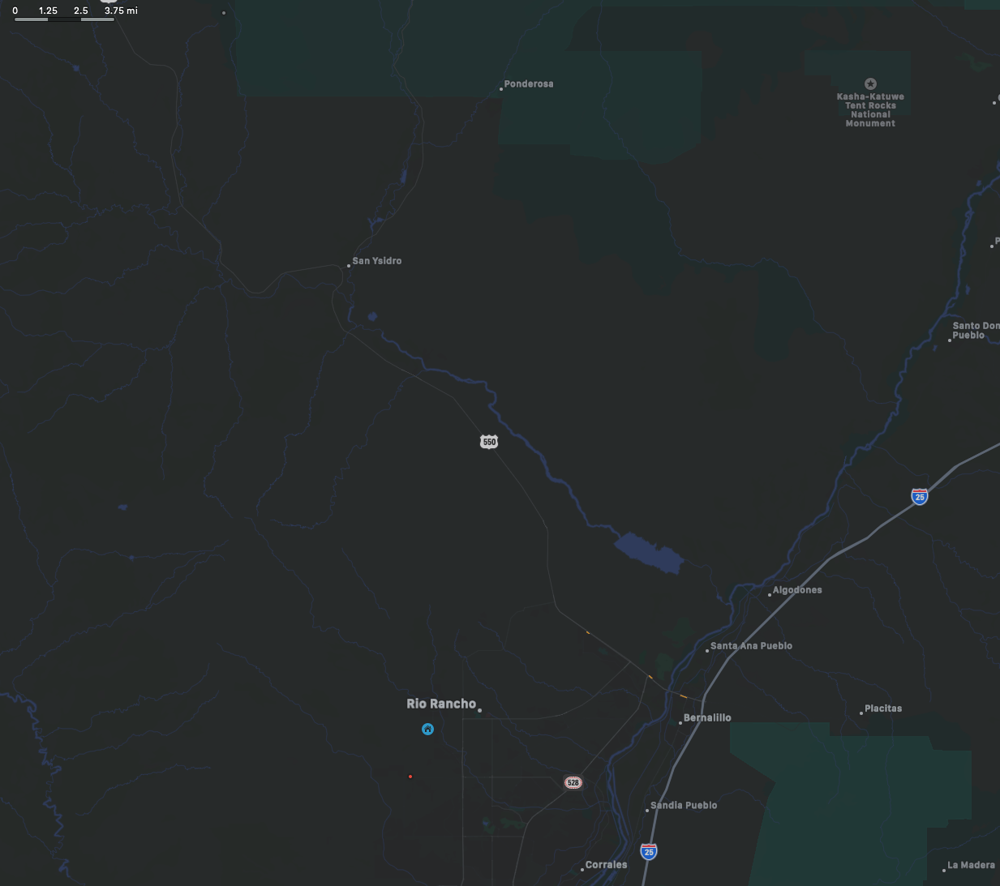 0 1.25 2.5 3.75 mi
Ponderosa
Kasha-Katuwe
Tent Rocks
National
Monument
San Ysidro
Santo Dom
Pueblo
550
25
Algodones
Santa Ana Pueblo
Rio Rancho
Placitas
Bernalillo
528
Sandia Pueblo
25
Corrales
La Madera